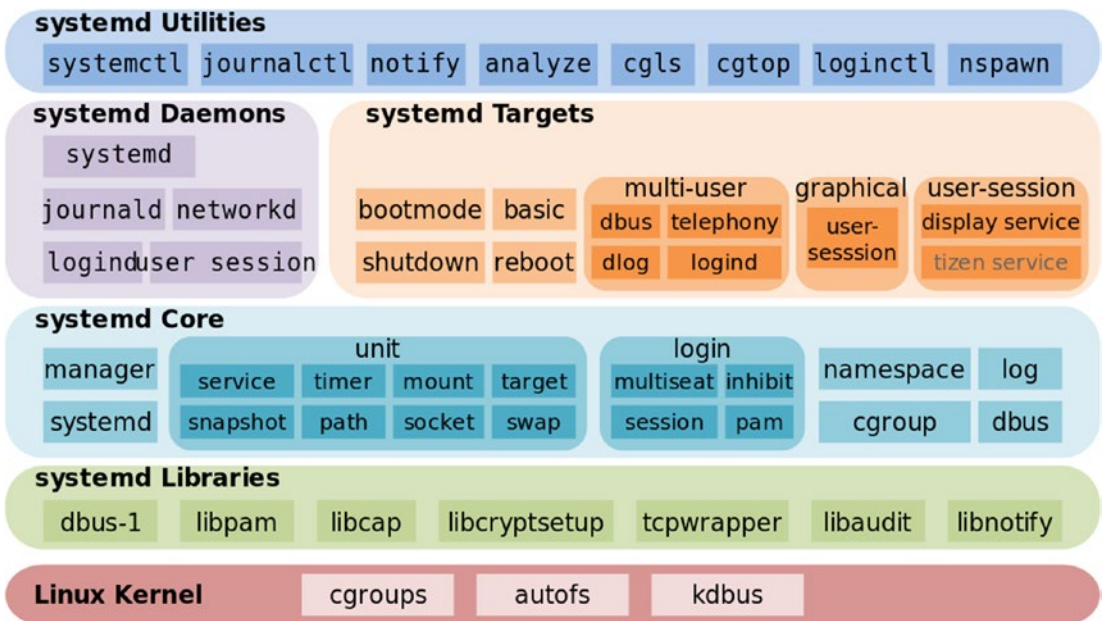 systemd Utilities
systemctl journalctl notify analyze cgls cgtop loginctl nspawn
systemd Daemons
systemd
journald networkd
logind user session
systemd Targets
bootmode basic
shutdown reboot
multi-user
dbus telephony
dlog logind
graphical
user-
sesssion
user-session
display service
tizen service
systemd Core
manager
systemd
unit
service timer mount target
snapshot path socket swap
login
multiseat inhibit
session pam
namespace log
cgroup dbus
systemd Libraries
dbus-1 libpam libcap libcryptsetup tcpwrapper libaudit libnotify
Linux Kernel cgroups autofs kdbus